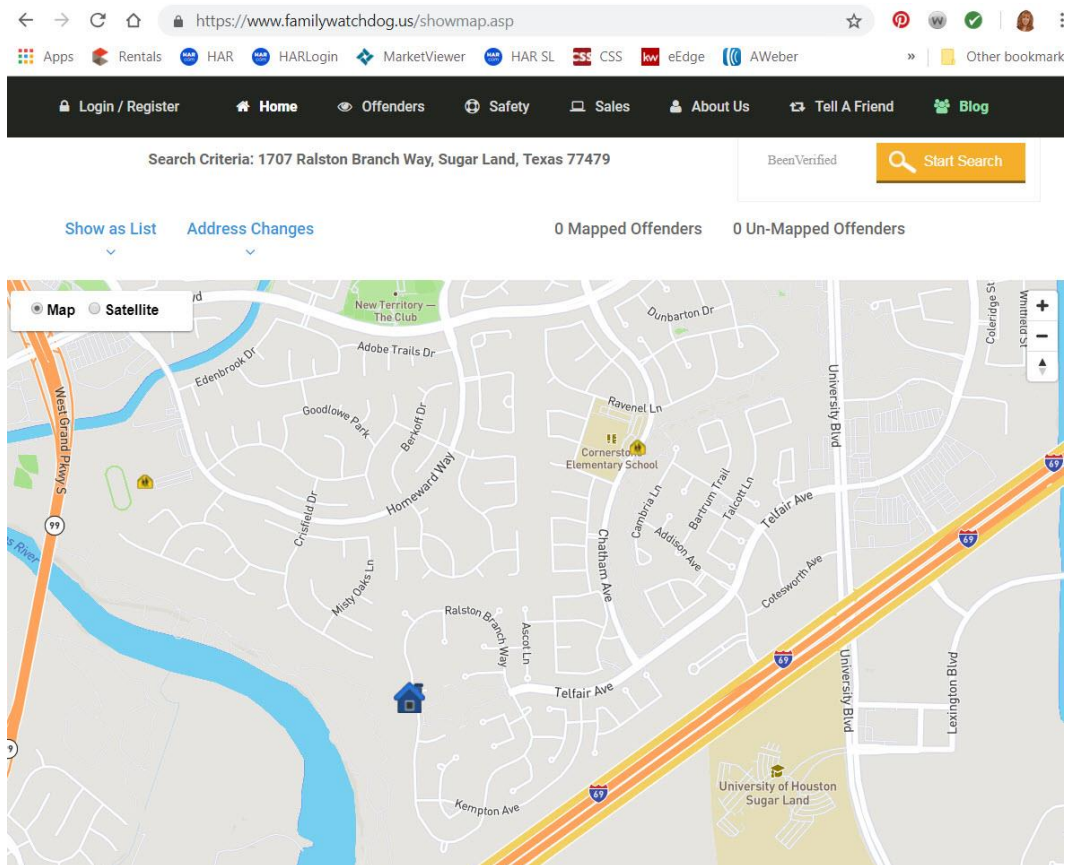 https://www.familywatchdog.us/showmap.asp
Apps Rentals HAR HARLogin MarketViewer HAR SL CSS CSS kw eEdge AWeber » Other bookmark
Login / Register Home Offenders Safety Sales About Us Tell A Friend Blog
Search Criteria: 1707 Ralston Branch Way, Sugar Land, Texas 77479
BeenVerified
Start Search
Show as List Address Changes 0 Mapped Offenders 0 Un-Mapped Offenders
Map Satellite
New Territory —
The Club
Dunbarton Dr
Coleridge St
Whitfield St
Adobe Trails Dr
Edenbrook Dr
University Blvd
West Grand Pkwy S
Goodlowe Park
Berkoff Dr
Ravenel Ln
Cornerstone
Elementary School
Homeward Way
Crisfield Dr
Cambria Ln
Bartrum Trail
Talcott Ln
Telfair Ave
69
99
Addison Ave
69
Chatham Ave
River
Misty Oaks Ln
Cotesworth Ave
Ralston Branch Way
Ascot Ln
69
University Blvd
Lexington Blvd
Telfair Ave
University of Houston
Sugar Land
69
Kempton Ave